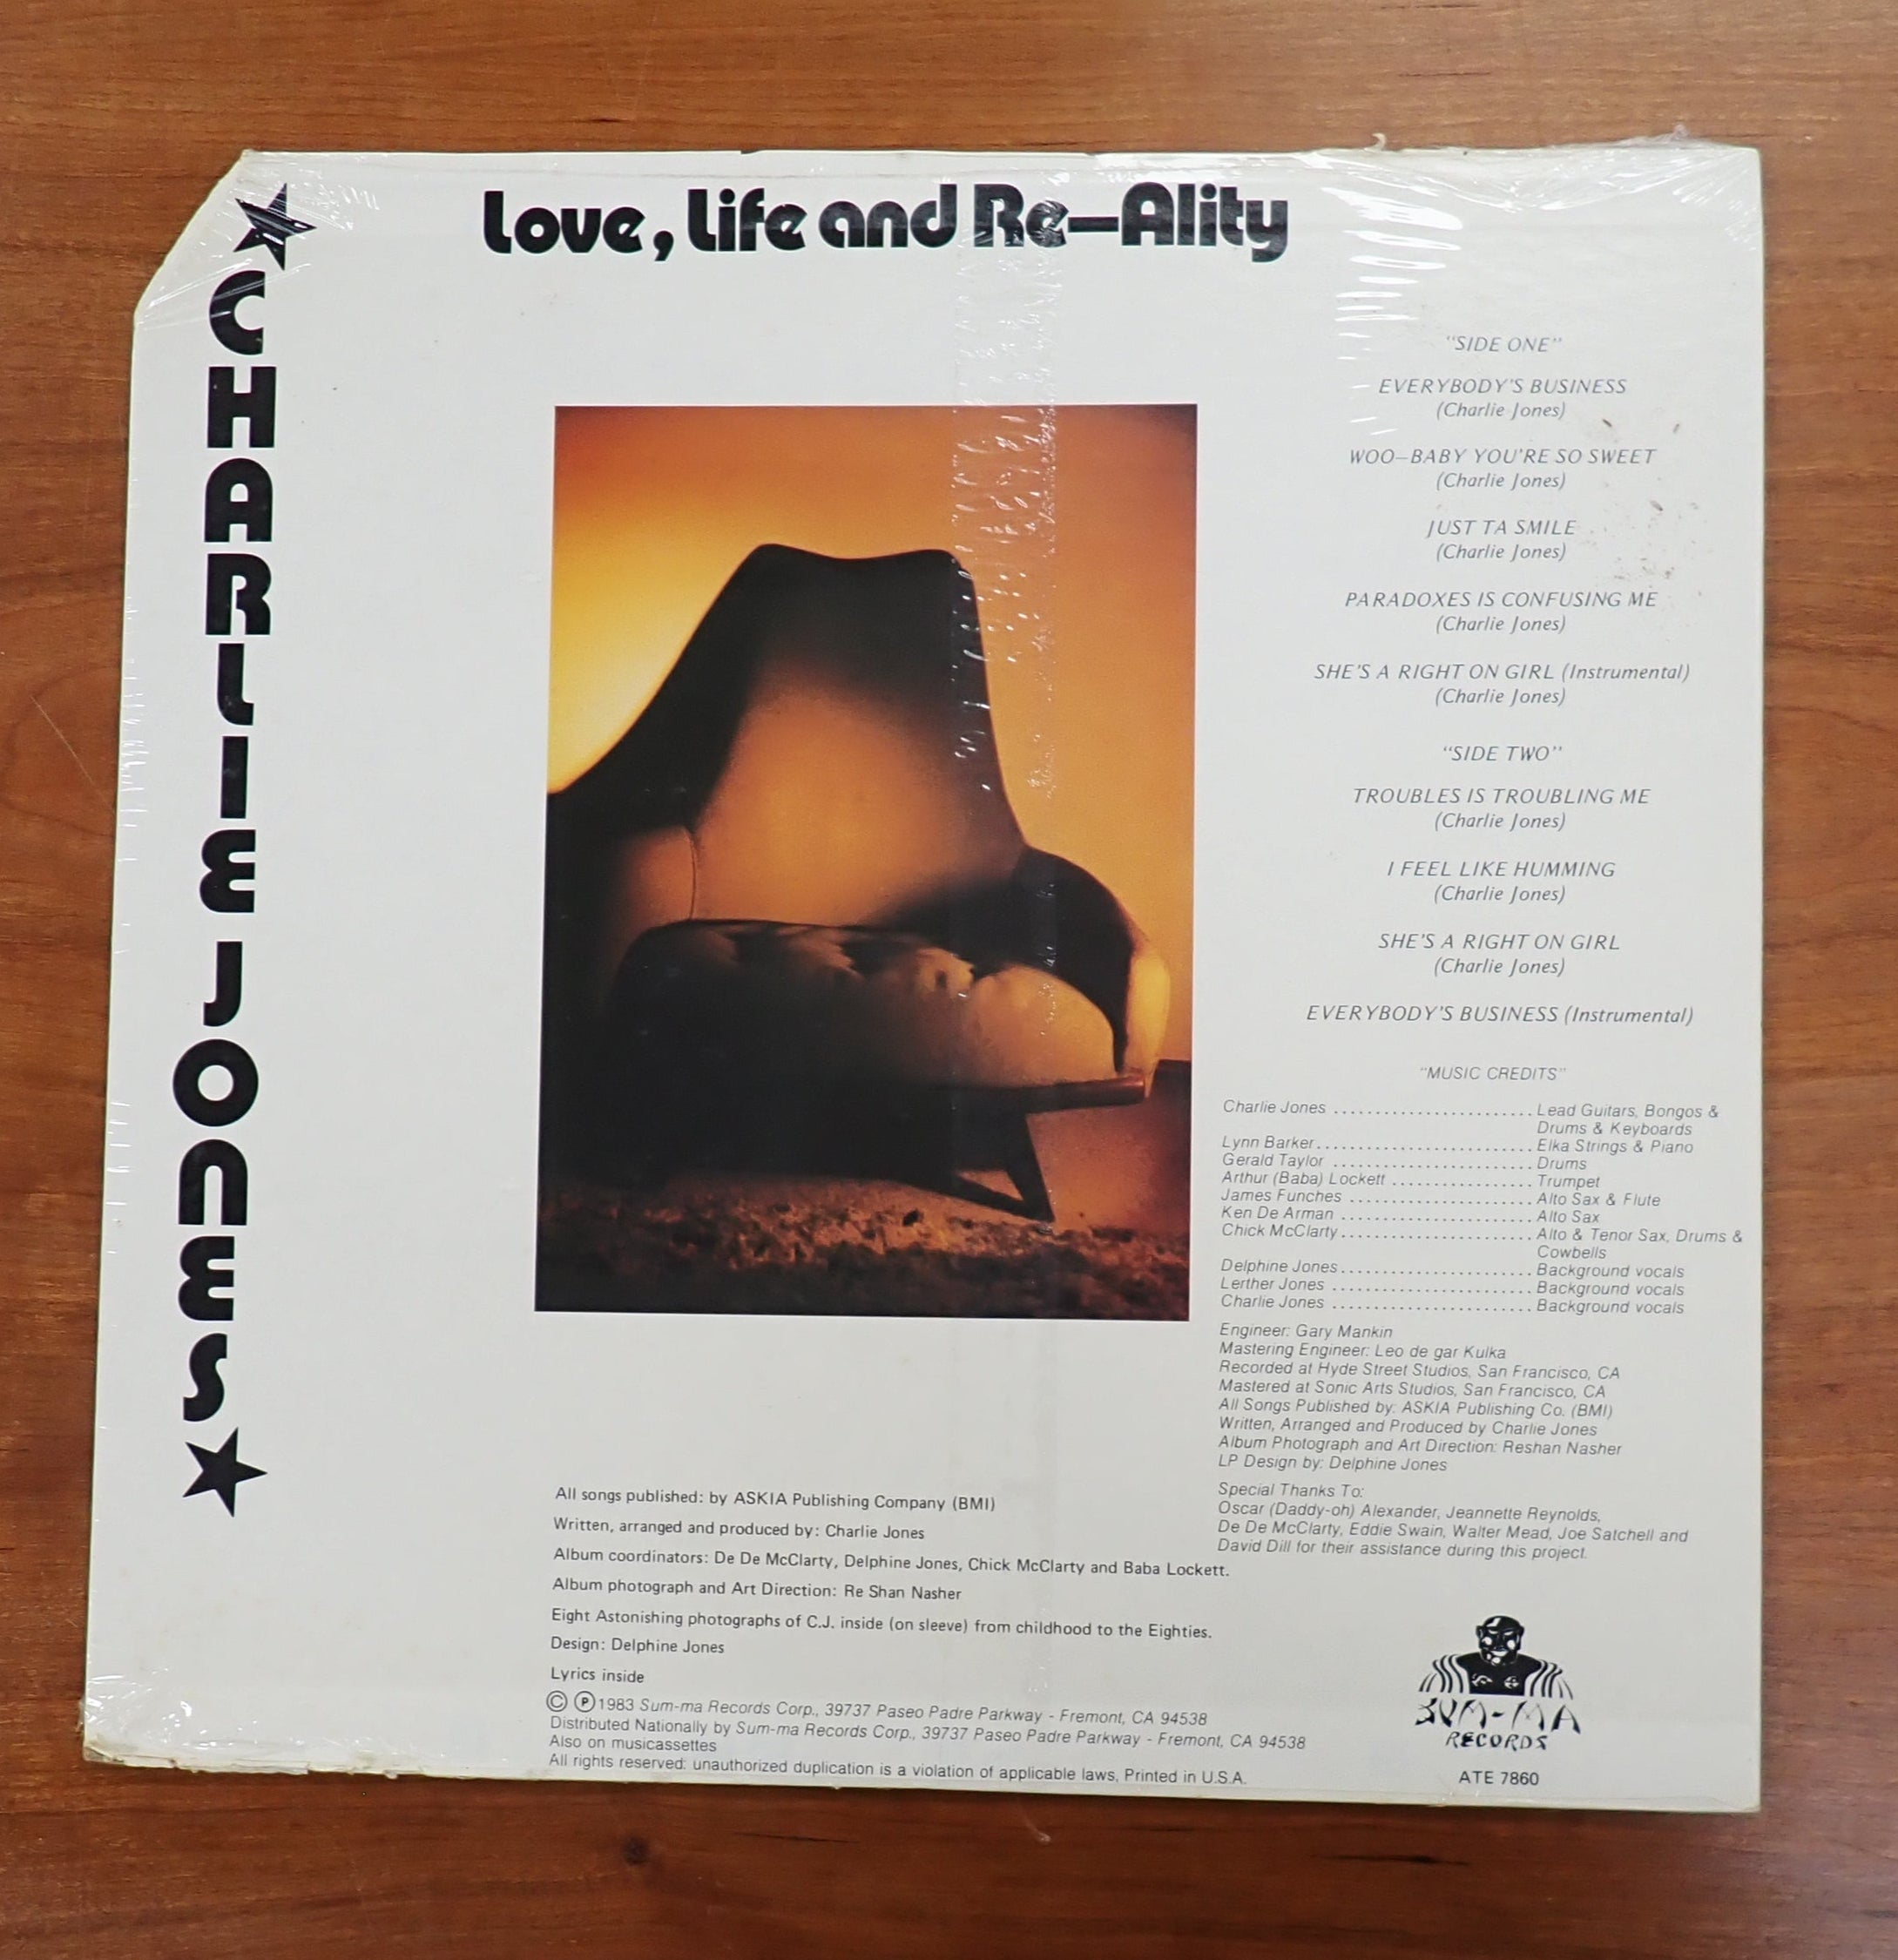 Love, Life and Re-Ality
CHARLIE JONES
"SIDE ONE"
EVERYBODY'S BUSINESS
(Charlie Jones)
WOO-BABY YOU'RE SO SWEET
(Charlie Jones)
JUST TA SMILE
(Charlie Jones)
PARADOXES IS CONFUSING ME
(Charlie Jones)
SHE'S A RIGHT ON GIRL (Instrumental)
(Charlie Jones)
"SIDE TWO"
TROUBLES IS TROUBLING ME
(Charlie Jones)
I FEEL LIKE HUMMING
(Charlie Jones)
SHE'S A RIGHT ON GIRL
(Charlie Jones)
EVERYBODY'S BUSINESS (Instrumental)
"MUSIC CREDITS"
Charlie Jones ........................ Lead Guitars, Bongos &
Drums & Keyboards
Lynn Barker .......................... Elka Strings & Piano
Gerald Taylor ........................ Drums
Arthur (Baba) Lockett ................. Trumpet
James Funches ...................... Alto Sax & Flute
Ken De Arman ....................... Alto Sax
Chick McClarty ....................... Alto & Tenor Sax, Drums &
Cowbells
Delphine Jones ....................... Background vocals
Lerther Jones ........................ Background vocals
Charlie Jones ........................ Background vocals
Engineer: Gary Mankin
Mastering Engineer: Leo de gar Kulka
Recorded at Hyde Street Studios, San Francisco, CA
Mastered at Sonic Arts Studios, San Francisco, CA
All Songs Published by: ASKIA Publishing Co. (BMI)
Written, Arranged and Produced by Charlie Jones
Album Photograph and Art Direction: Reshan Nasher
LP Design by: Delphine Jones
Special Thanks To:
Oscar (Daddy-oh) Alexander, Jeannette Reynolds,
De De McClarty, Eddie Swain, Walter Mead, Joe Satchell and
David Dill for their assistance during this project.
All songs published: by ASKIA Publishing Company (BMI)
Written, arranged and produced by: Charlie Jones
Album coordinators: De De McClarty, Delphine Jones, Chick McClarty and Baba Lockett.
Album photograph and Art Direction: Re Shan Nasher
Eight Astonishing photographs of C.J. inside (on sleeve) from childhood to the Eighties.
Design: Delphine Jones
Lyrics inside
© ℗ 1983 Sum-ma Records Corp., 39737 Paseo Padre Parkway - Fremont, CA 94538
Distributed Nationally by Sum-ma Records Corp., 39737 Paseo Padre Parkway - Fremont, CA 94538
Also on musicassettes
All rights reserved: unauthorized duplication is a violation of applicable laws, Printed in U.S.A.
SUM-MA
RECORDS
ATE 7860